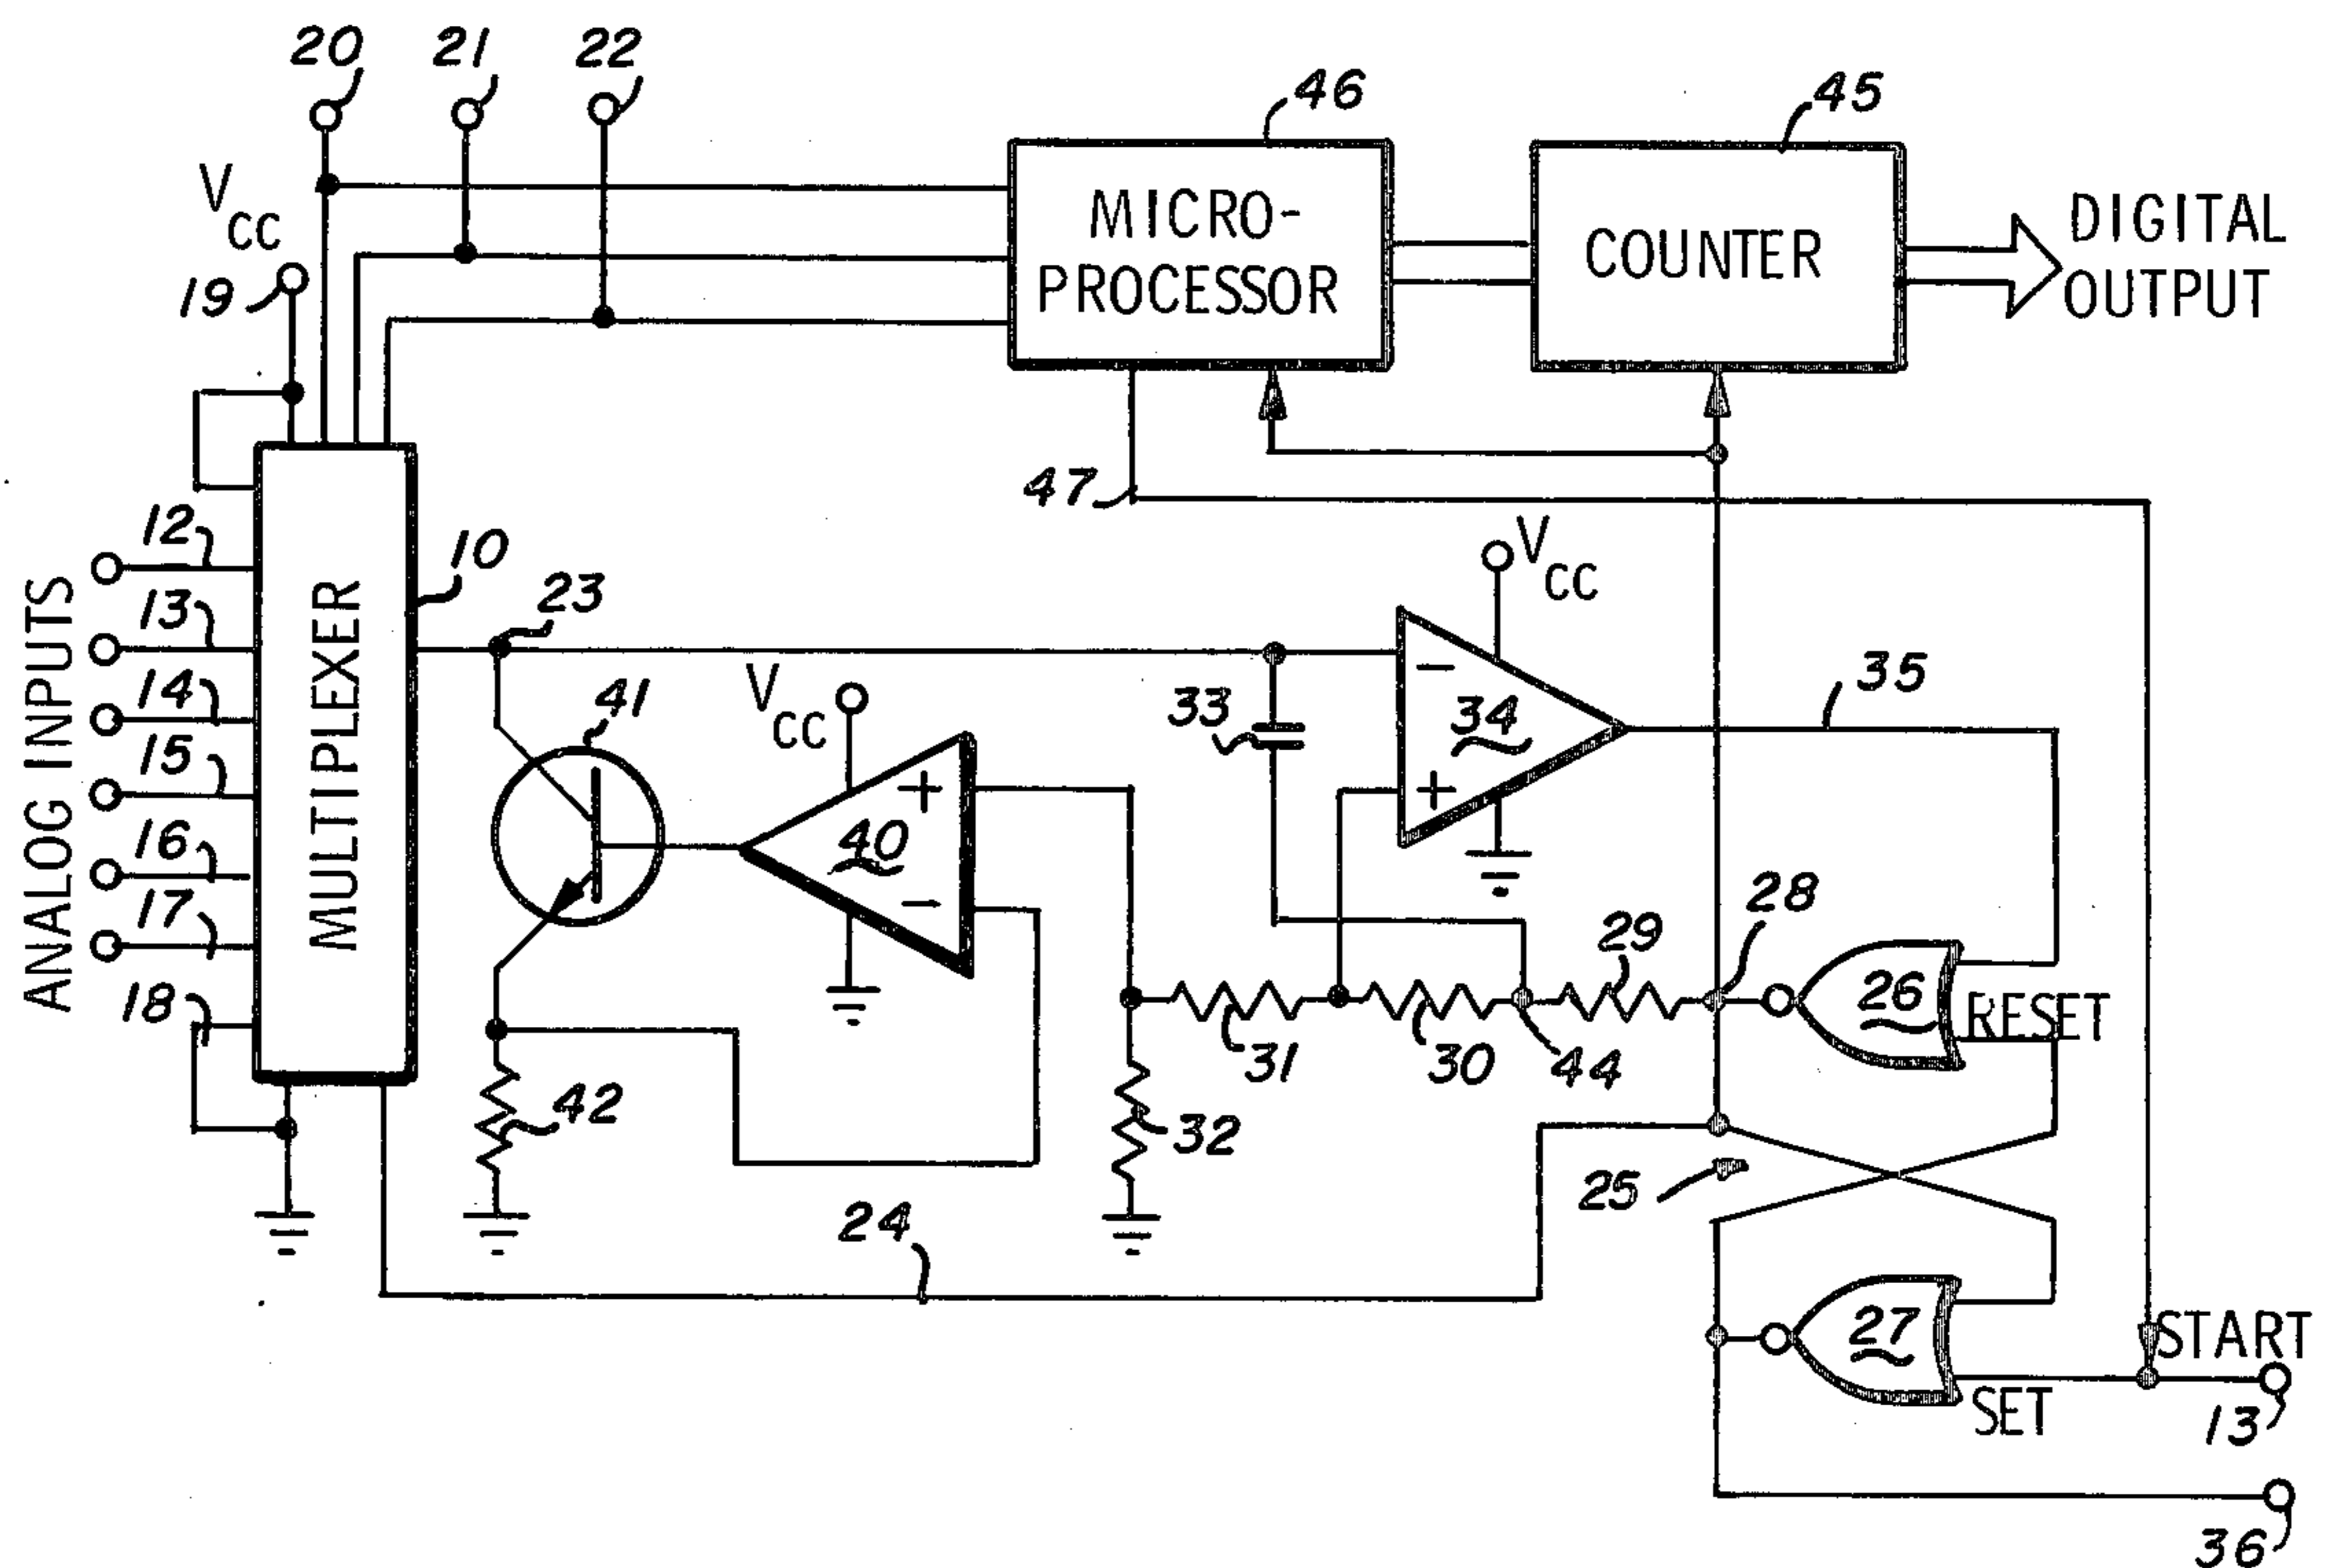 20
21
22
46
45
V
CC
19
MICRO-
PROCESSOR
COUNTER
DIGITAL
OUTPUT
47
12
13
14
15
16
17
18
ANALOG INPUTS
MULTIPLEXER
10
23
V
CC
41
V
CC
33
−
34
+
35
+
40
−
28
29
26
RESET
31
30
44
42
32
25
24
27
SET
START
13
36